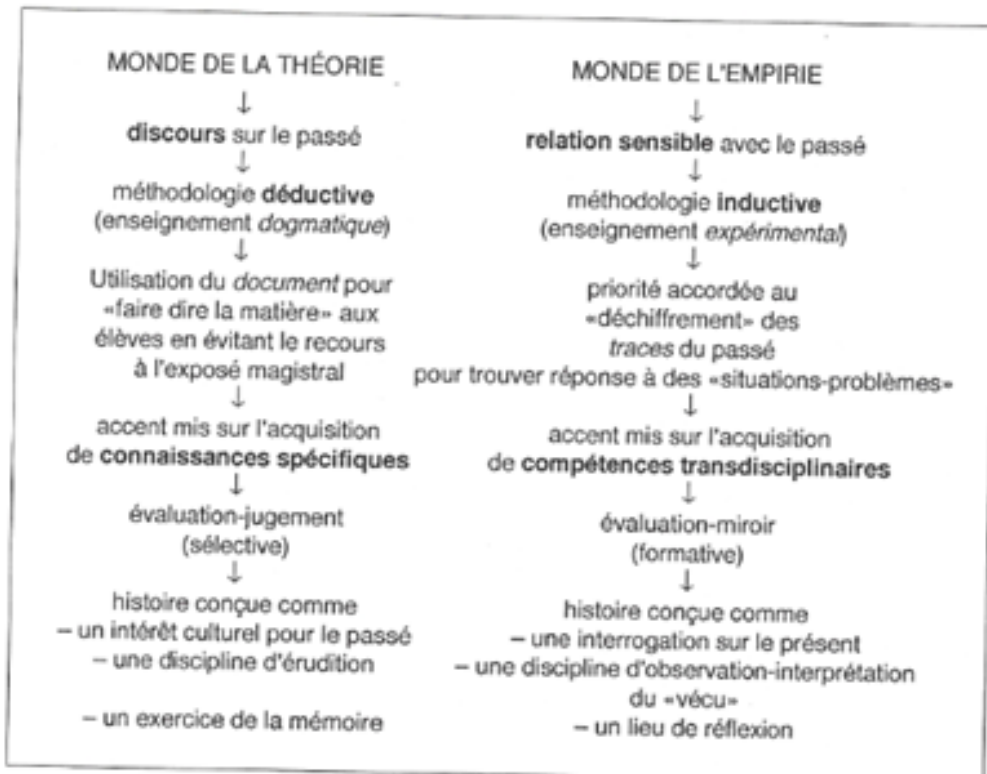 MONDE DE LA THÉORIE
↓
discours sur le passé
↓
méthodologie déductive
(enseignement dogmatique)
↓
Utilisation du document pour
«faire dire la matière» aux
élèves en évitant le recours
à l'exposé magistral
↓
accent mis sur l'acquisition
de connaissances spécifiques
↓
évaluation-jugement
(sélective)
↓
histoire conçue comme
– un intérêt culturel pour le passé
– une discipline d'érudition
– un exercice de la mémoire
MONDE DE L'EMPIRIE
↓
relation sensible avec le passé
↓
méthodologie inductive
(enseignement expérimental)
↓
priorité accordée au
«déchiffrement» des
traces du passé
pour trouver réponse à des «situations-problèmes»
↓
accent mis sur l'acquisition
de compétences transdisciplinaires
↓
évaluation-miroir
(formative)
↓
histoire conçue comme
– une interrogation sur le présent
– une discipline d'observation-interprétation
du «vécu»
– un lieu de réflexion